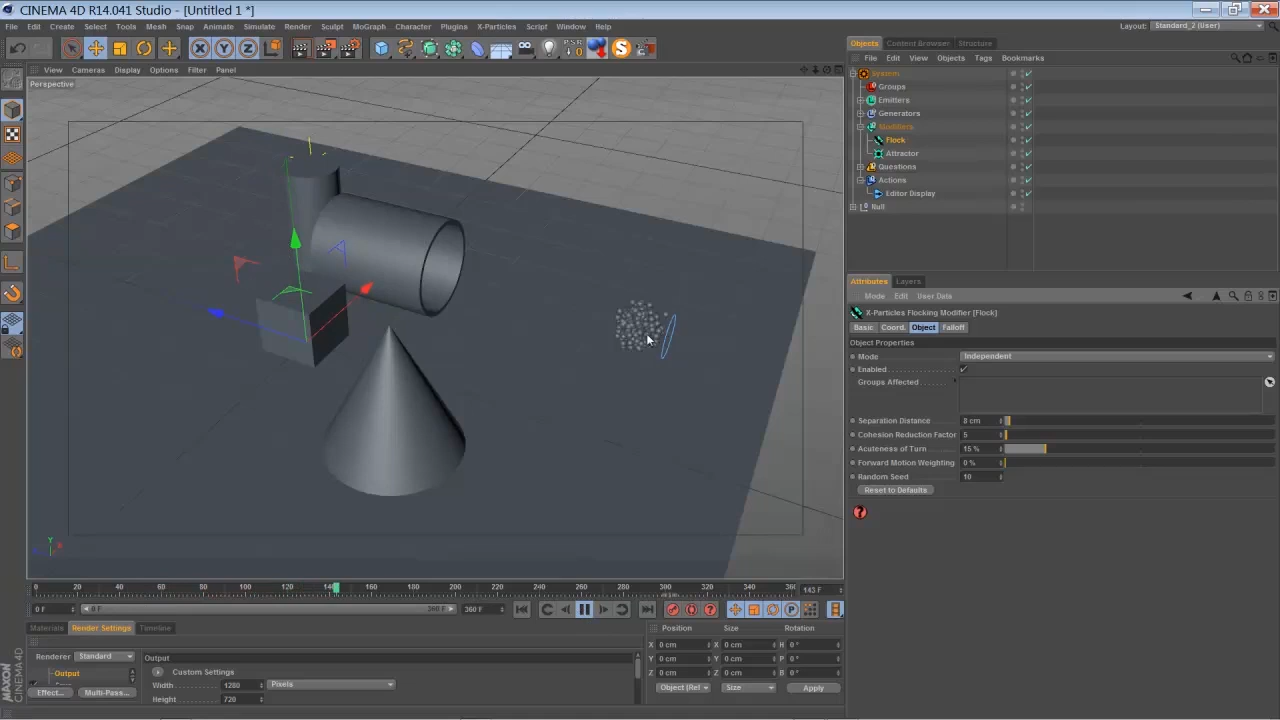 CINEMA 4D R14.041 Studio - [Untitled 1 *]
File Edit Create Select Tools Mesh Snap Animate Simulate Render Sculpt MoGraph Character Plugins X-Particles Script Window Help
Layout: Standard_2 (User)
View Cameras Display Options Filter Panel
Perspective
Objects Content Browser Structure
File Edit View Objects Tags Bookmarks
System
Groups
Emitters
Generators
Modifiers
Flock
Attractor
Questions
Actions
Editor Display
Null
Attributes Layers
Mode Edit User Data
X-Particles Flocking Modifier [Flock]
Basic Coord. Object Falloff
Object Properties
Mode Independent
Enabled
Groups Affected
Separation Distance 8 cm
Cohesion Reduction Factor 5
Acuteness of Turn 15 %
Forward Motion Weighting 0 %
Random Seed 10
Reset to Defaults
0 20 40 60 80 100 120 140 160 180 200 220 240 260 280 300 320 340 360 143 F
0 F 0 F 360 F 360 F
Materials Render Settings Timeline
Renderer Standard
Output
Effect... Multi-Pass...
Output
Custom Settings
Width 1280 Pixels
Height 720
Position Size Rotation
X 0 cm X 0 cm H 0 °
Y 0 cm Y 0 cm P 0 °
Z 0 cm Z 0 cm B 0 °
Object (Rel Size Apply
MAXON
CINEMA 4D